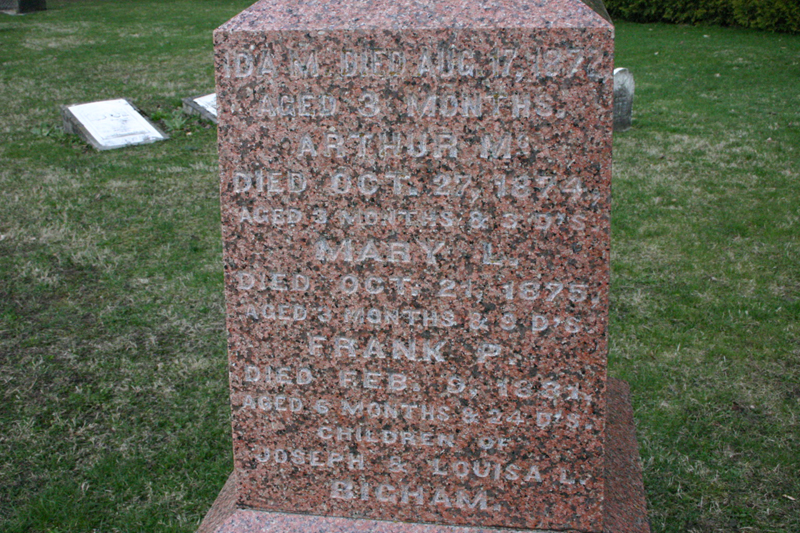 IDA M. DIED AUG. 17, 187
AGED 3 MONTHS.
ARTHUR M.
DIED OCT. 27, 1874,
AGED 3 MONTHS & 3 D'S.
MARY L.
DIED OCT. 21, 1875,
AGED 3 MONTHS & 3 D'S.
FRANK P.
DIED FEB. 9, 1881,
AGED 6 MONTHS & 24 D'S.
CHILDREN OF
JOSEPH & LOUISA L.
BIGHAM.